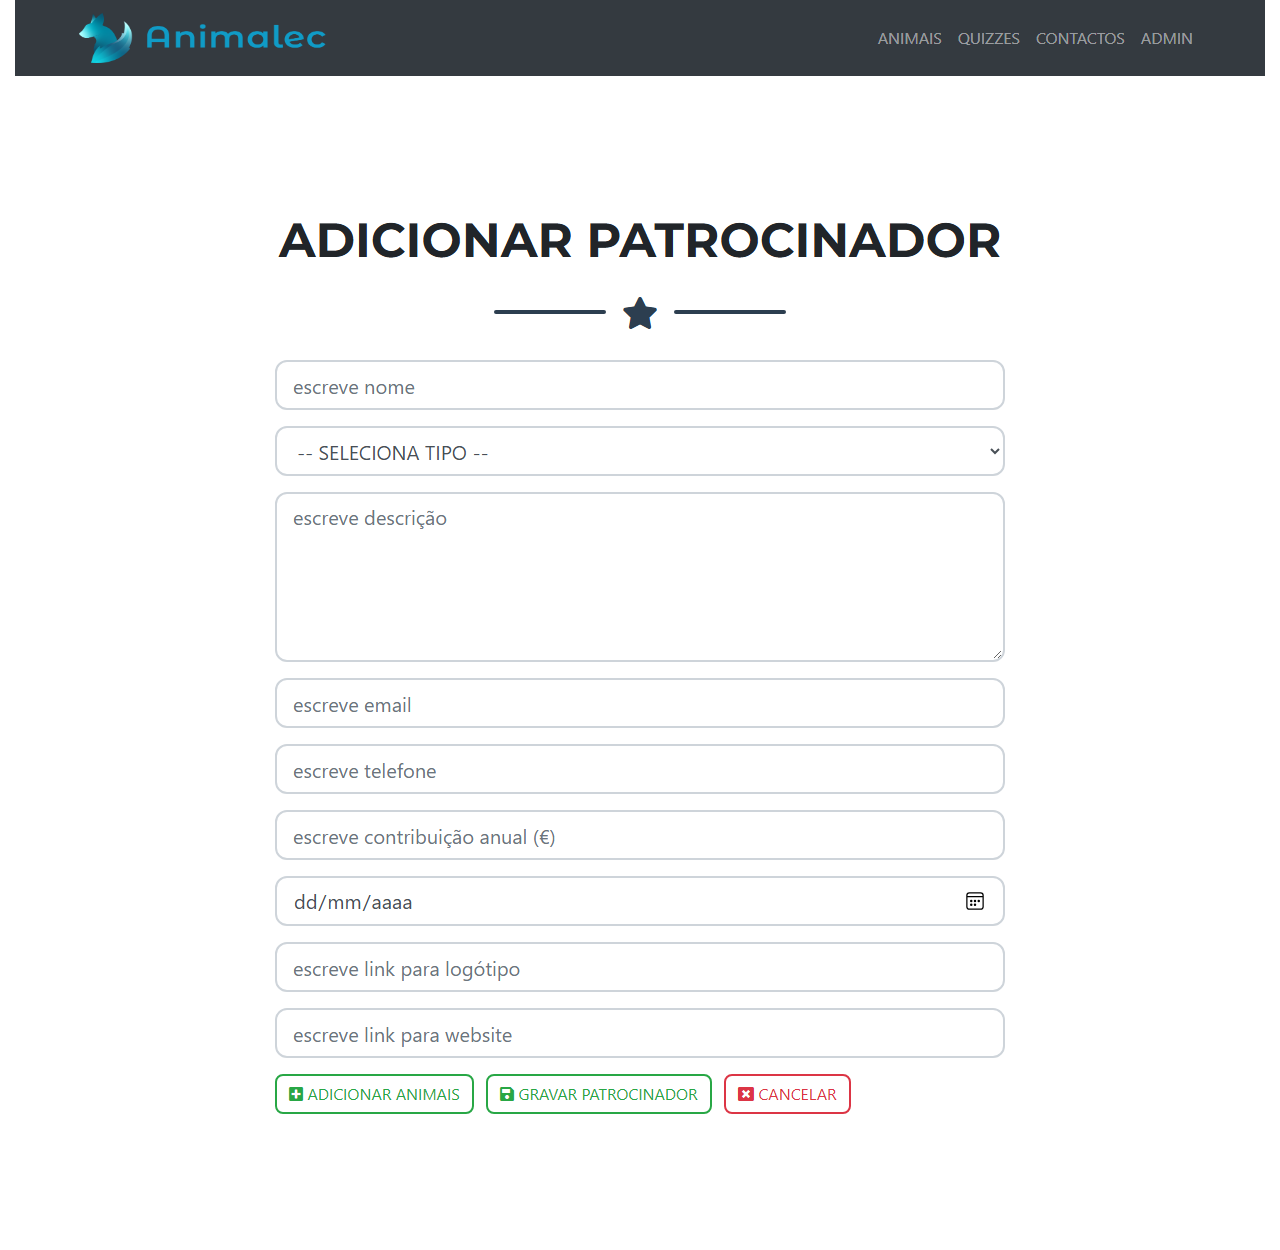 Animalec
ANIMAIS QUIZZES CONTACTOS ADMIN
ADICIONAR PATROCINADOR
escreve nome
-- SELECIONA TIPO --
escreve descrição
escreve email
escreve telefone
escreve contribuição anual (€)
dd/mm/aaaa
escreve link para logótipo
escreve link para website
ADICIONAR ANIMAIS GRAVAR PATROCINADOR CANCELAR